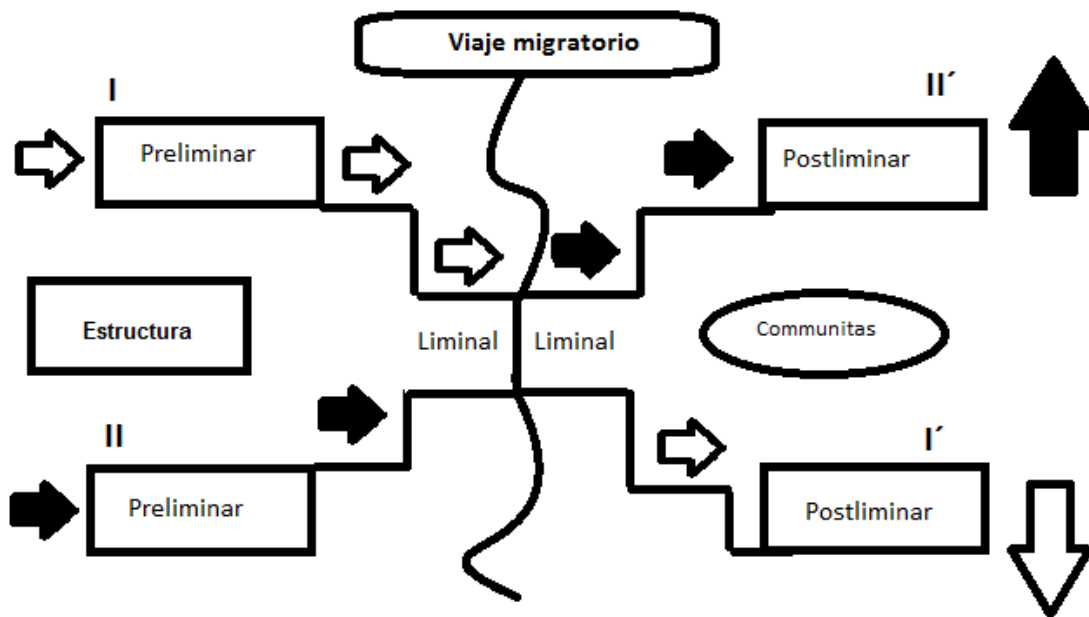 Viaje migratorio
I
II´
Preliminar
Postliminar
Estructura
Liminal
Liminal
Communitas
II
I´
Preliminar
Postliminar